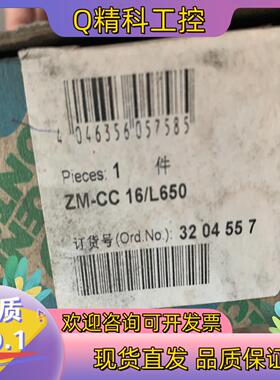 Q精科工控
4 046356 057585
Pieces: 1 件
ZM-CC 16/L650
订货号(Ord.No.): 32 04 55 7
质
O.1
欢迎咨询可开发票
现货直发 品质保证